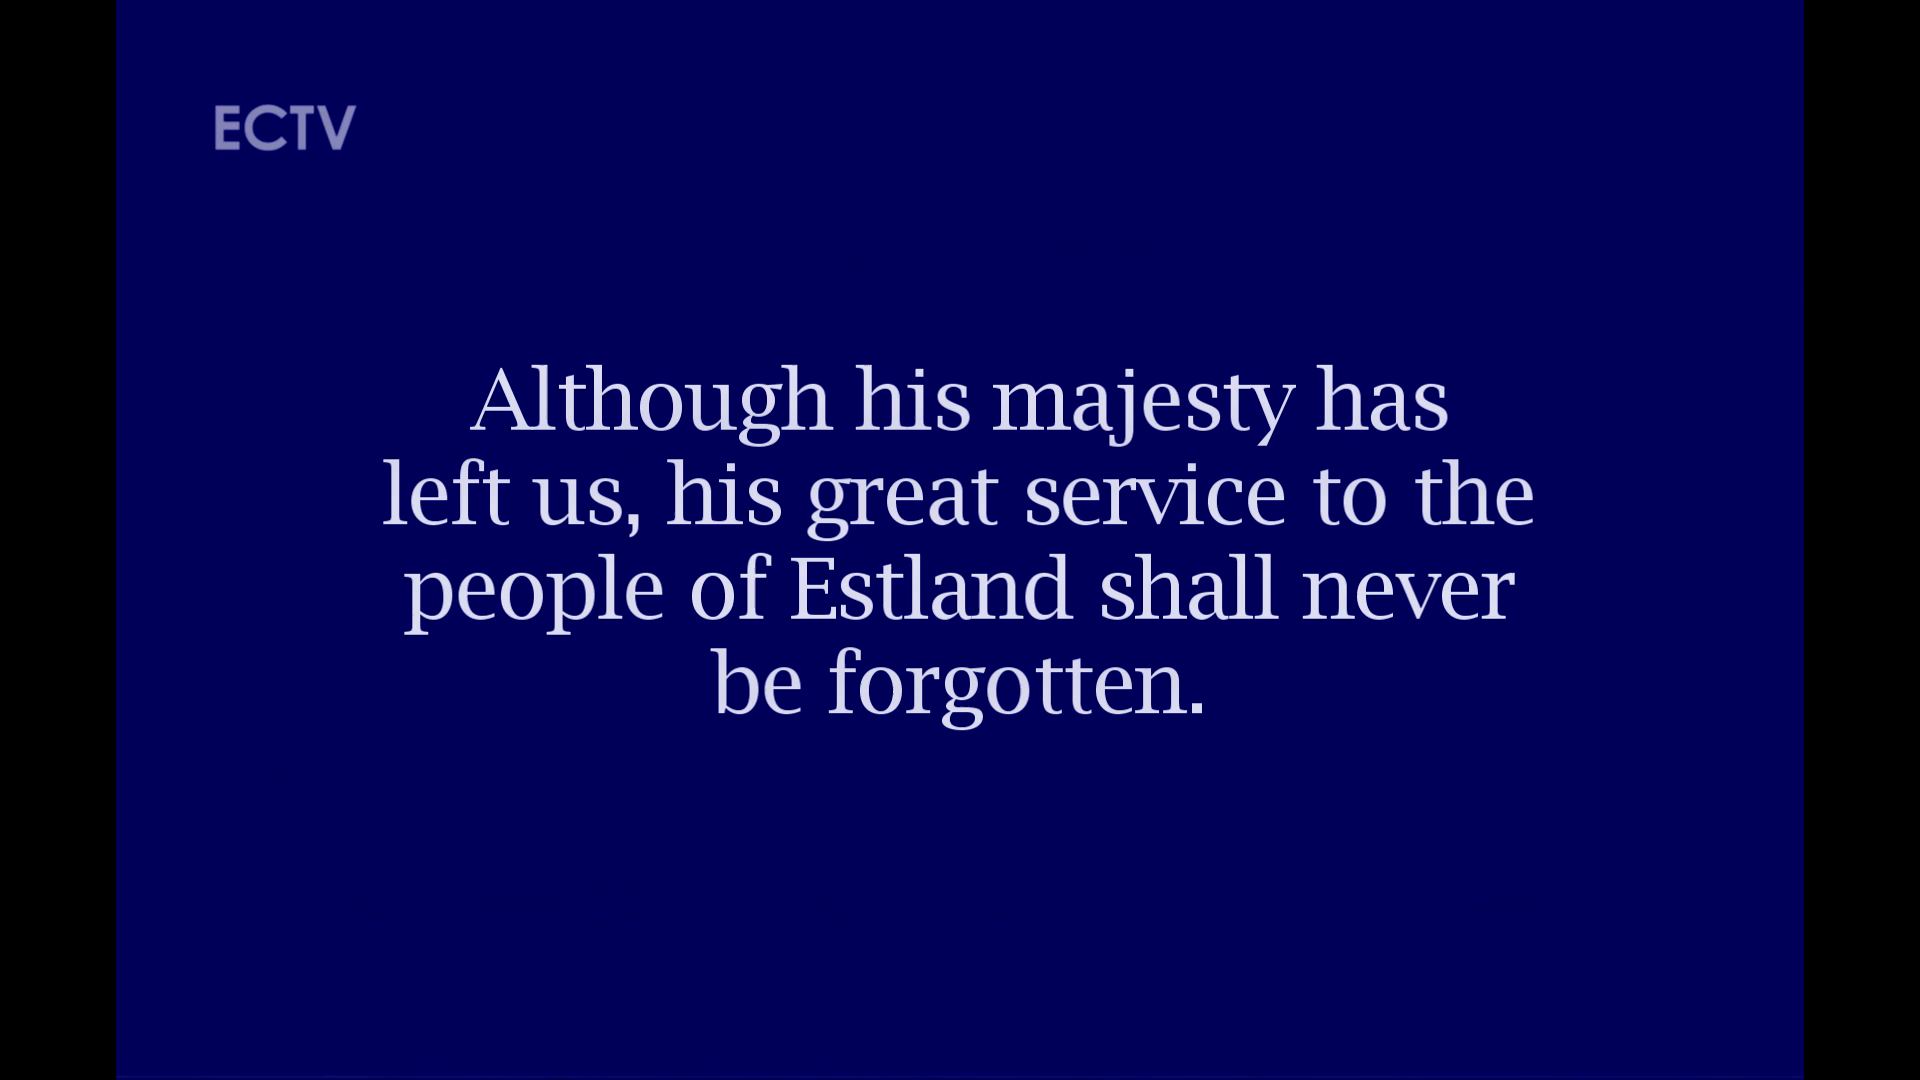 ECTV
Although his majesty has
left us, his great service to the
people of Estland shall never
be forgotten.